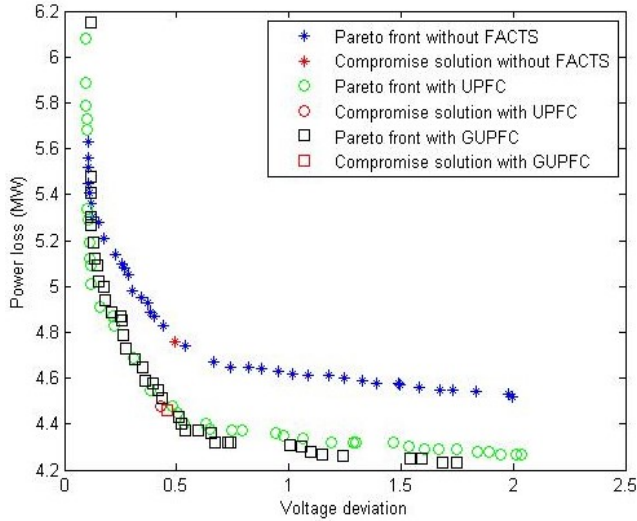 6.2
6
5.8
5.6
5.4
5.2
5
4.8
4.6
4.4
4.2
Power loss (MW)
Pareto front without FACTS
Compromise solution without FACTS
Pareto front with UPFC
Compromise solution with UPFC
Pareto front with GUPFC
Compromise solution with GUPFC
0 0.5 1 1.5 2 2.5
Voltage deviation